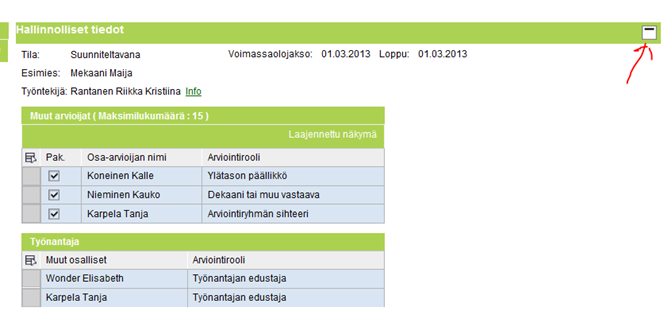 Hallinnolliset tiedot
Tila: Suunniteltavana Voimassaolojakso: 01.03.2013 Loppu: 01.03.2013
Esimies: Mekaani Maija
Työntekijä: Rantanen Riikka Kristiina Info
Muut arvioijat ( Maksimilukumäärä : 15 )
Laajennettu näkymä
Pak. Osa-arvioijan nimi Arviointirooli
Koneinen Kalle Ylätason päällikkö
Nieminen Kauko Dekaani tai muu vastaava
Karpela Tanja Arviointiryhmän sihteeri
Työnantaja
Muut osalliset Arviointirooli
Wonder Elisabeth Työnantajan edustaja
Karpela Tanja Työnantajan edustaja